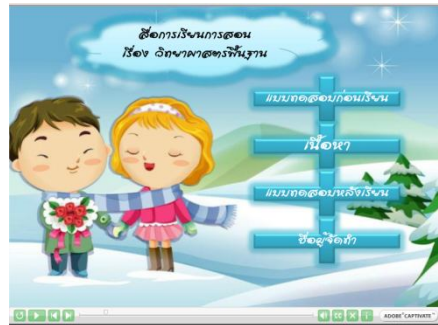 สื่อการเรียนการสอน
เรื่อง วิทยาศาสตร์พื้นฐาน
แบบทดสอบก่อนเรียน
เนื้อหา
แบบทดสอบหลังเรียน
ชื่อผู้จัดทำ
ADOBE® CAPTIVATE™